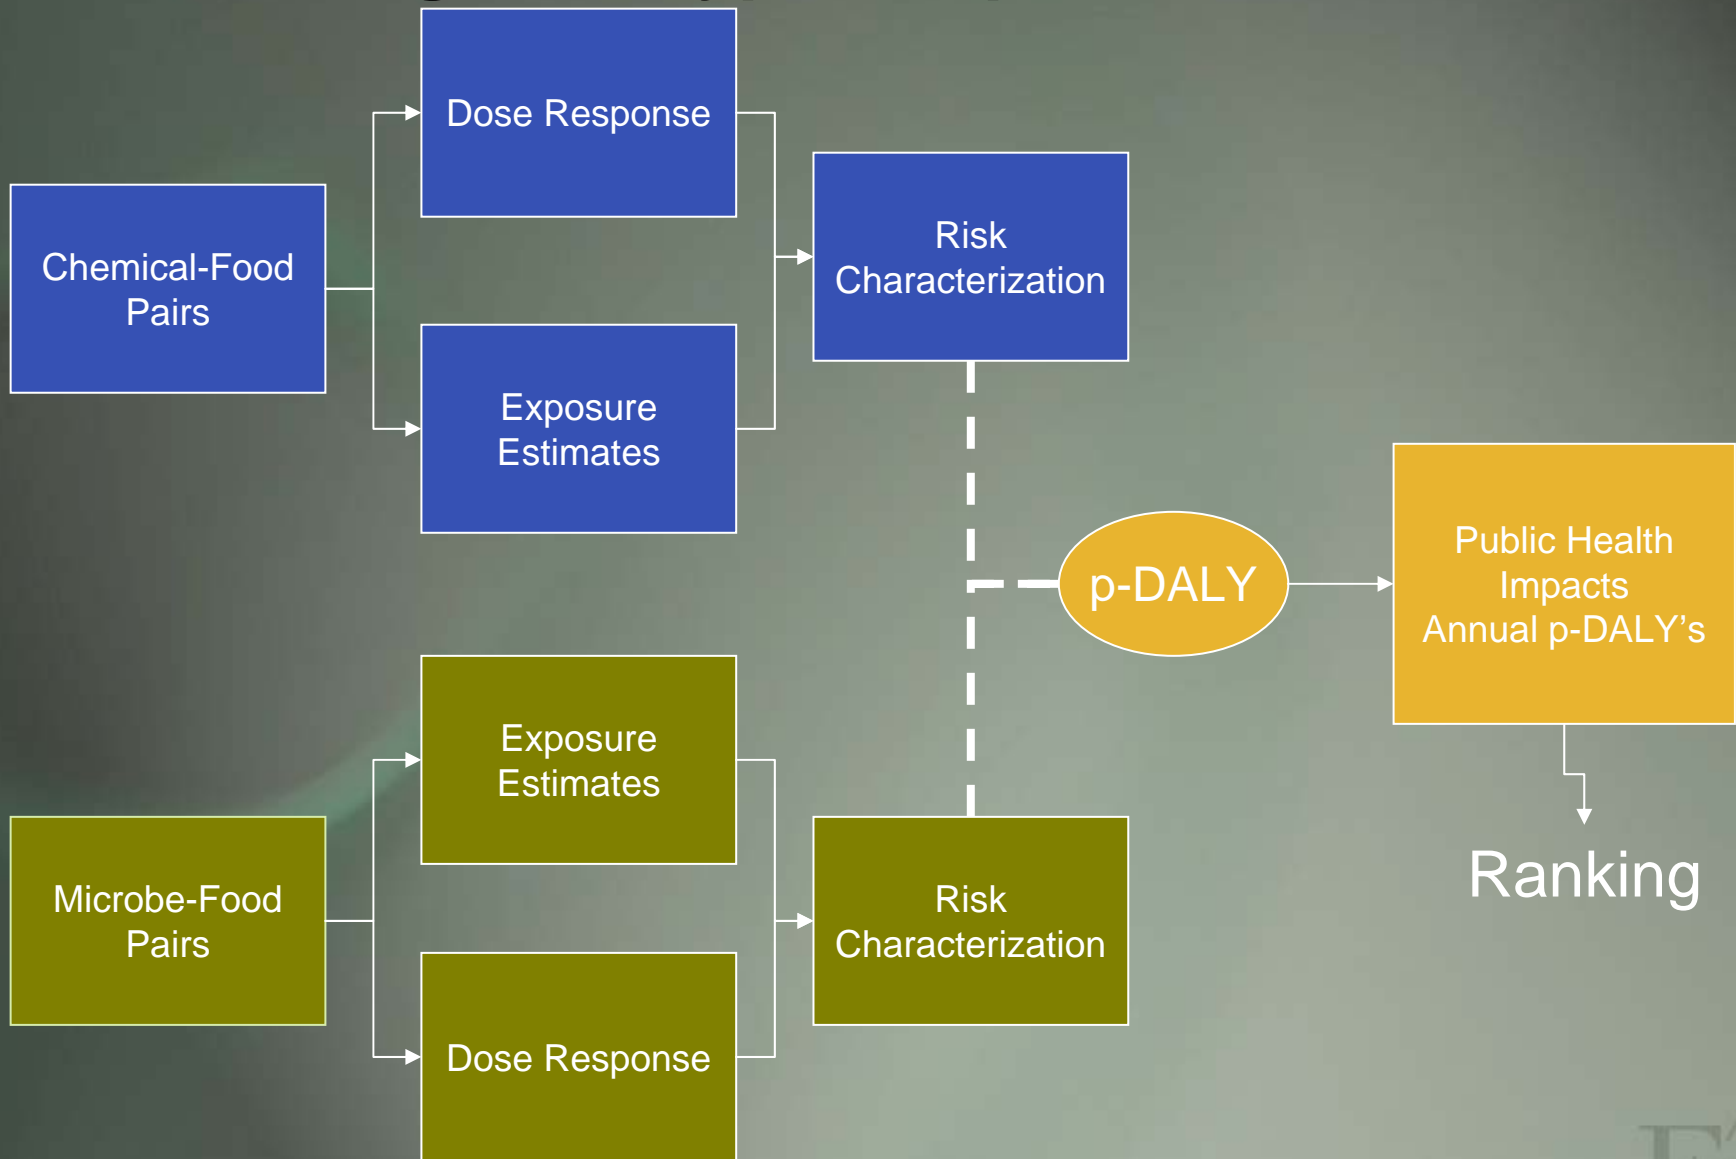 Dose Response
Chemical-Food
Pairs
Exposure
Estimates
Risk
Characterization
p-DALY
Public Health
Impacts
Annual p-DALY’s
Ranking
Exposure
Estimates
Microbe-Food
Pairs
Dose Response
Risk
Characterization